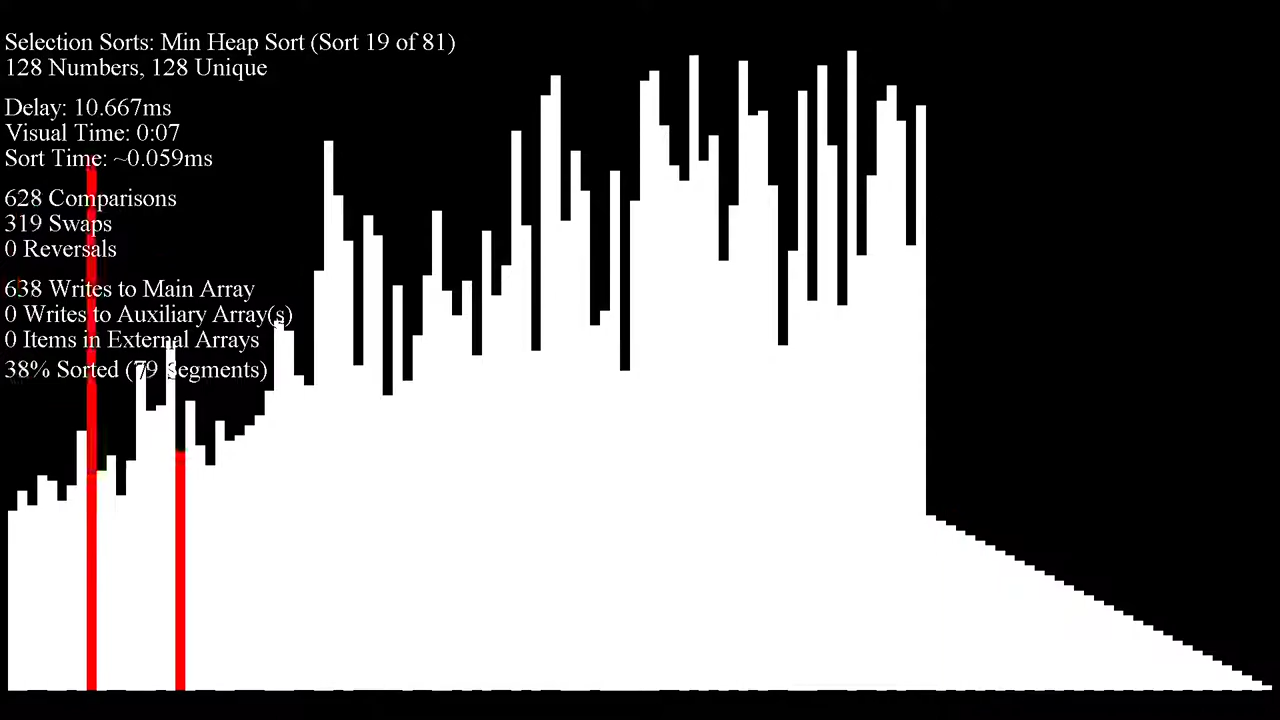 Selection Sorts: Min Heap Sort (Sort 19 of 81)
128 Numbers, 128 Unique
Delay: 10.667ms
Visual Time: 0:07
Sort Time: ~0.059ms
628 Comparisons
319 Swaps
0 Reversals
638 Writes to Main Array
0 Writes to Auxiliary Array(s)
0 Items in External Arrays
38% Sorted (79 Segments)